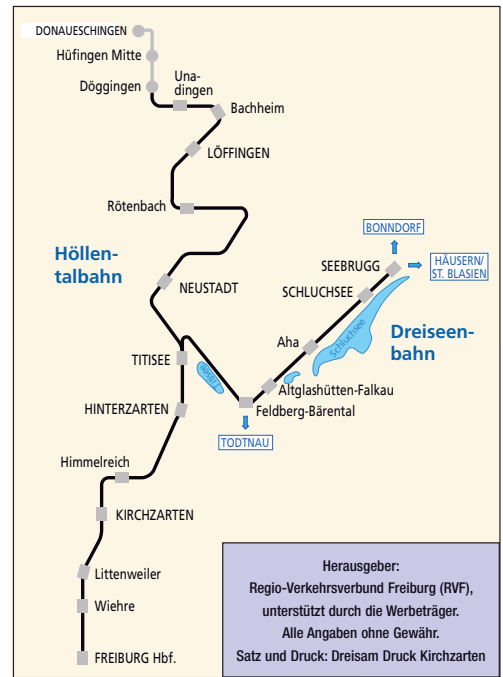 DONAUESCHINGEN
Hüfingen Mitte
Döggingen
Una-
dingen
Bachheim
LÖFFINGEN
Rötenbach
Höllen-
talbahn
NEUSTADT
BONNDORF
SEEBRUGG
HÄUSERN/
ST. BLASIEN
SCHLUCHSEE
Schluchsee
Dreiseen-
bahn
Aha
TITISEE
Titisee
Altglashütten-Falkau
HINTERZARTEN
Feldberg-Bärental
TODTNAU
Himmelreich
KIRCHZARTEN
Littenweiler
Wiehre
FREIBURG Hbf.
Herausgeber:
Regio-Verkehrsverbund Freiburg (RVF),
unterstützt durch die Werbeträger.
Alle Angaben ohne Gewähr.
Satz und Druck: Dreisam Druck Kirchzarten